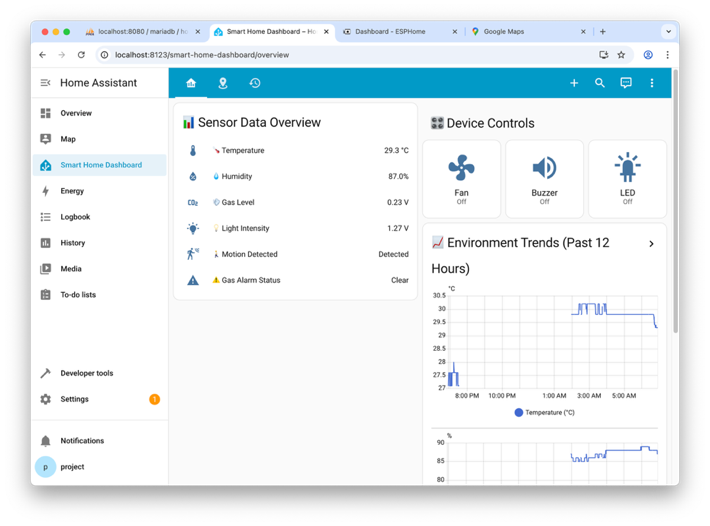 localhost:8080 / mariadb / h
Smart Home Dashboard – H
Dashboard - ESPHome
Google Maps
localhost:8123/smart-home-dashboard/overview
Home Assistant
Overview
Map
Smart Home Dashboard
Energy
Logbook
History
Media
To-do lists
Developer tools
Settings
1
Notifications
p
project
Sensor Data Overview
Temperature
29.3 °C
Humidity
87.0%
CO₂
Gas Level
0.23 V
Light Intensity
1.27 V
Motion Detected
Detected
Gas Alarm Status
Clear
Device Controls
Fan
Off
Buzzer
Off
LED
Off
Environment Trends (Past 12
Hours)
°C
30.5
30
29.5
29
28.5
28
27.5
27
8:00 PM
10:00 PM
1:00 AM
3:00 AM
5:00 AM
Temperature (°C)
%
90
85
80